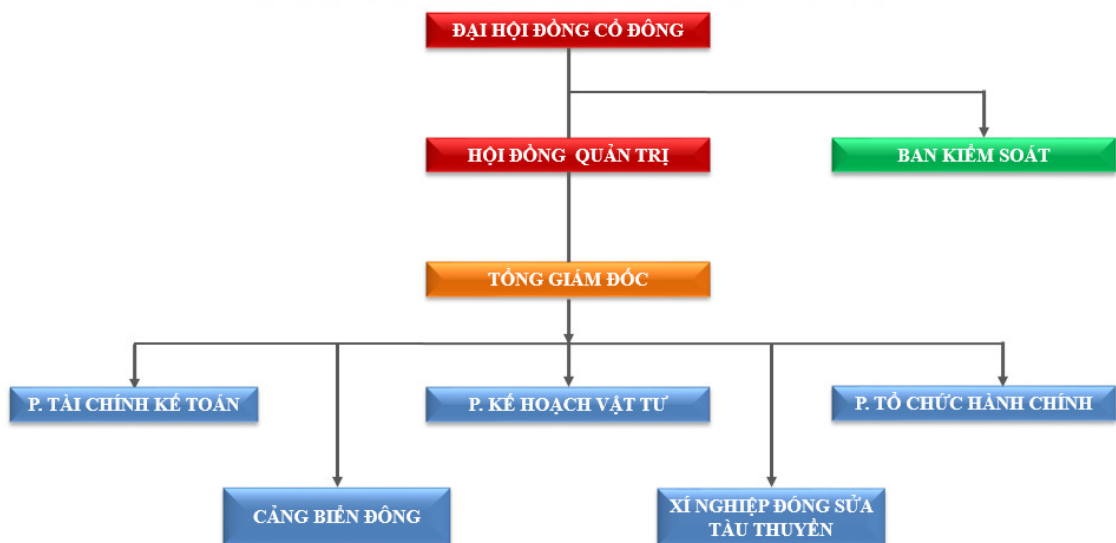 ĐẠI HỘI ĐỒNG CỔ ĐÔNG
HỘI ĐỒNG QUẢN TRỊ
BAN KIỂM SOÁT
TỔNG GIÁM ĐỐC
P. TÀI CHÍNH KẾ TOÁN
P. KẾ HOẠCH VẬT TƯ
P. TỔ CHỨC HÀNH CHÍNH
CẢNG BIỂN ĐÔNG
XÍ NGHIỆP ĐÓNG SỬA
TÀU THUYỀN